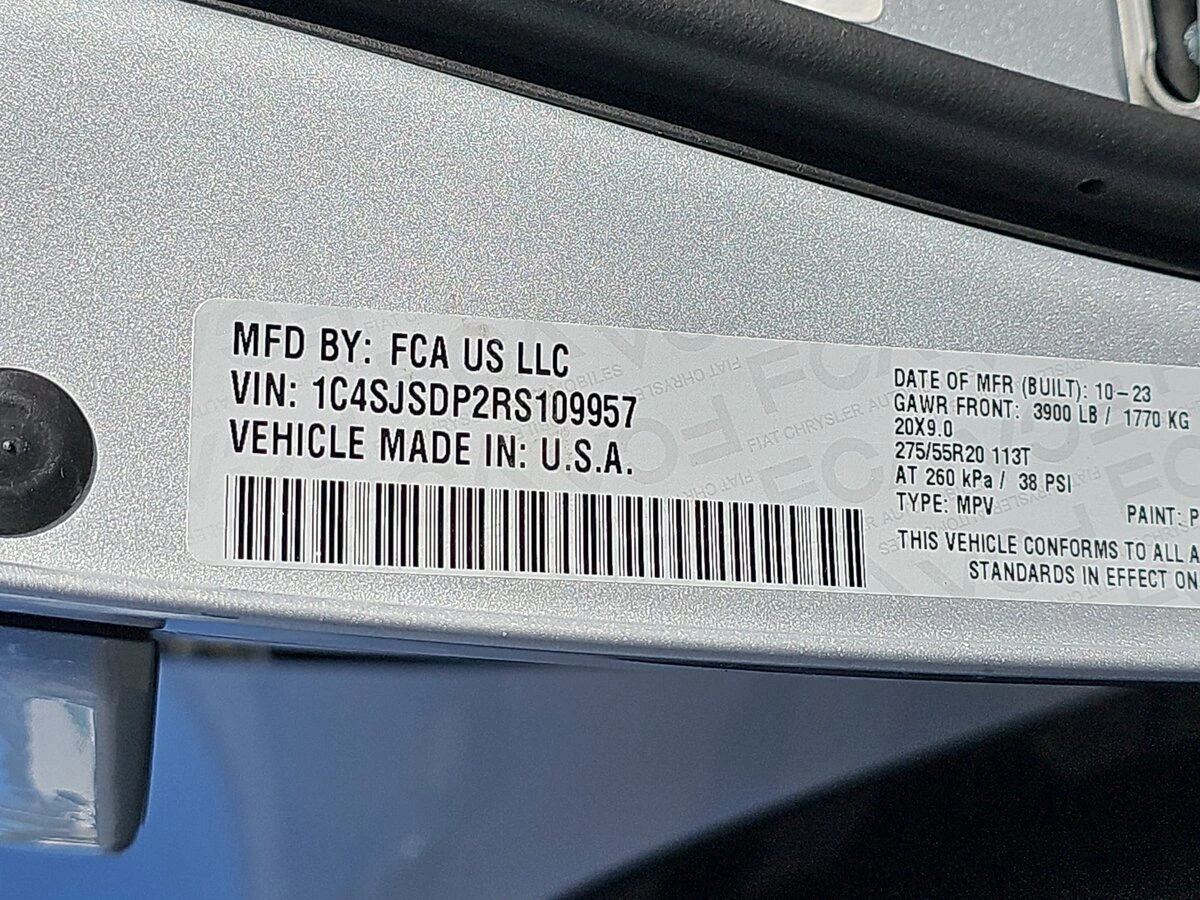 MFD BY: FCA US LLC
VIN: 1C4SJSDP2RS109957
VEHICLE MADE IN: U.S.A.
DATE OF MFR (BUILT): 10-23
GAWR FRONT: 3900 LB / 1770 KG
20X9.0
275/55R20 113T
AT 260 kPa / 38 PSI
TYPE: MPV
PAINT: P
THIS VEHICLE CONFORMS TO ALL A
STANDARDS IN EFFECT ON